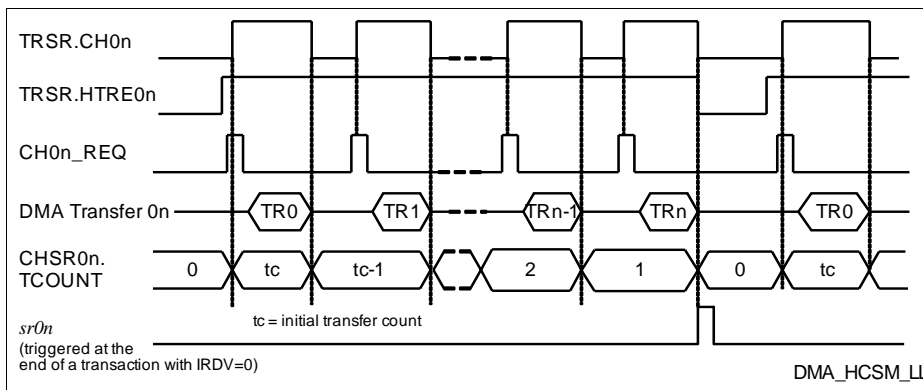 TRSR.CH0n
TRSR.HTRE0n
CH0n_REQ
DMA Transfer 0n
TR0
TR1
TRn-1
TRn
TR0
CHSR0n.
TCOUNT
0
tc
tc-1
2
1
0
tc
tc = initial transfer count
sr0n
(triggered at the
end of a transaction with IRDV=0)
DMA_HCSM_LL